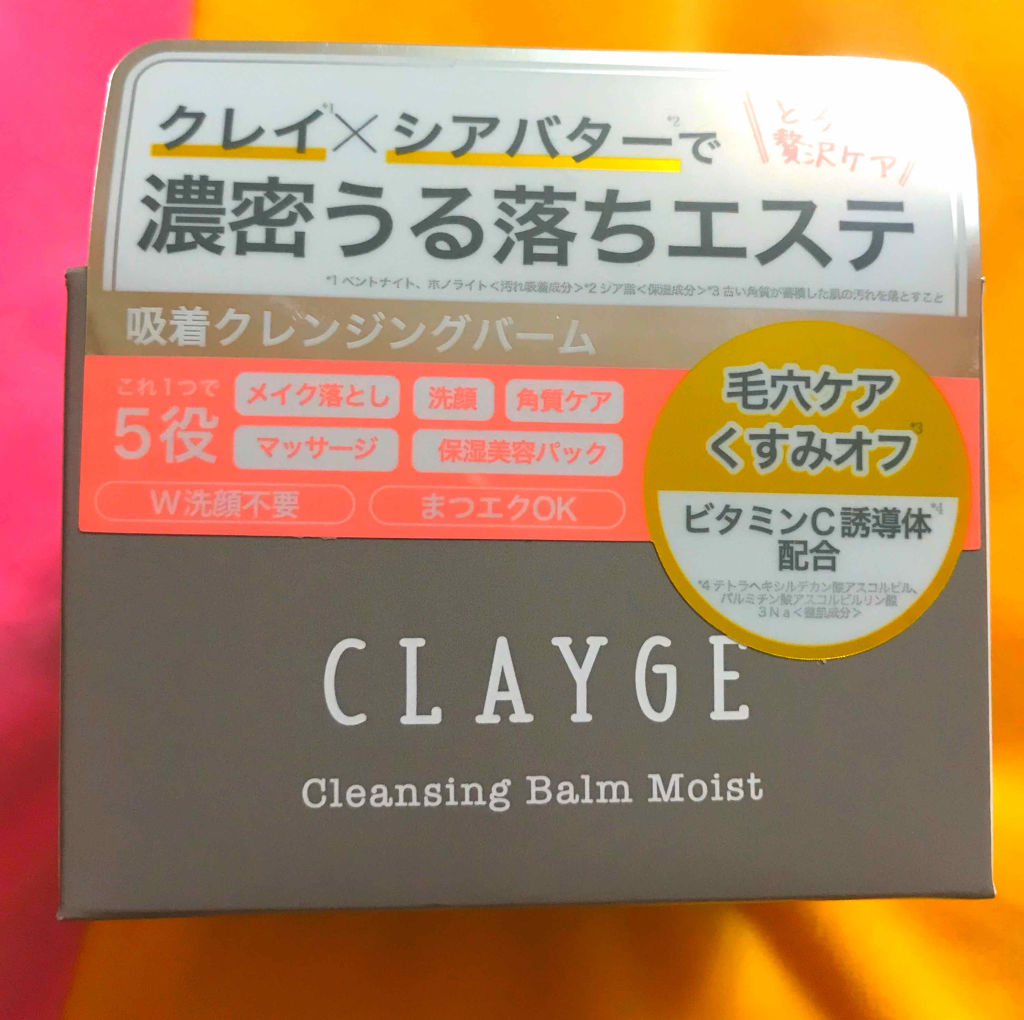 クレイ*1×シアバター*2で
濃密うる落ちエステ
贅沢ケア
*1 ベントナイト、ホノライト<汚れ吸着成分>*2 シア脂<保湿成分>*3 古い角質が蓄積した肌の汚れを落とすこと
吸着クレンジングバーム
これ1つで
5役
メイク落とし 洗顔 角質ケア
マッサージ 保湿美容パック
W洗顔不要 まつエクOK
毛穴ケア
くすみオフ*3
ビタミンC誘導体*4
配合
*4 テトラヘキシルデカン酸アスコルビル、
パルミチン酸アスコルビルリン酸
3Na<整肌成分>
CLAYGE
Cleansing Balm Moist